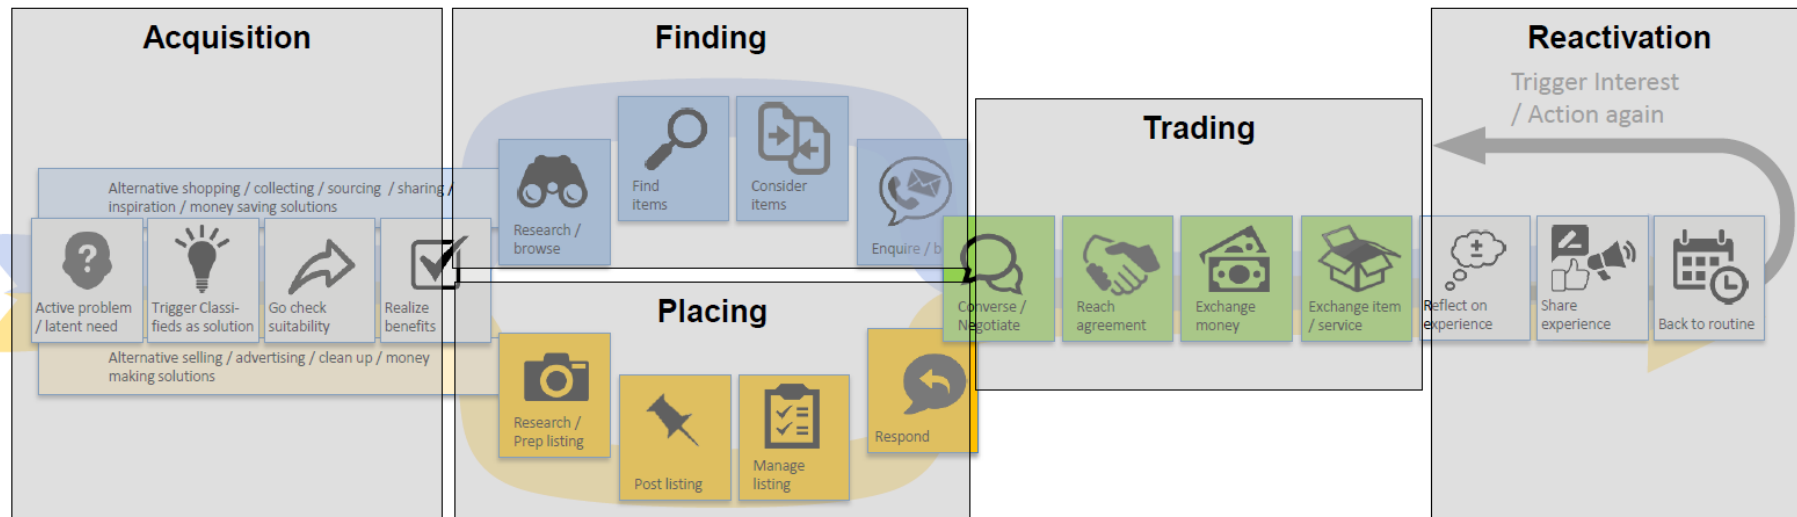 Acquisition
Alternative shopping / collecting / sourcing / sharing /
inspiration / money saving solutions
?
Active problem
/ latent need
Trigger Classi-
fieds as solution
Go check
suitability
Realize
benefits
Alternative selling / advertising / clean up / money
making solutions
Finding
Research /
browse
Find
items
Consider
items
Enquire / b
Placing
Research /
Prep listing
Post listing
Manage
listing
Respond
Trading
Converse /
Negotiate
Reach
agreement
Exchange
money
Exchange item
/ service
Reactivation
Trigger Interest
/ Action again
±
Reflect on
experience
Share
experience
Back to routine